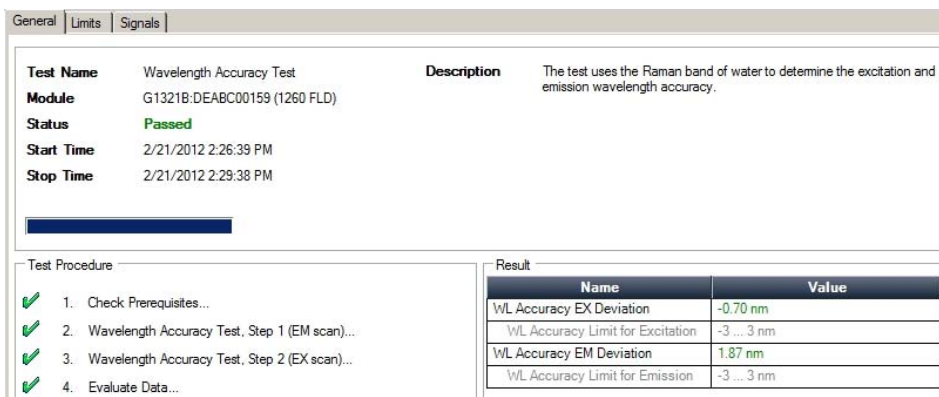 General Limits Signals
Test Name Wavelength Accuracy Test
Module G1321B:DEABC00159 (1260 FLD)
Status Passed
Start Time 2/21/2012 2:26:39 PM
Stop Time 2/21/2012 2:29:38 PM
Description The test uses the Raman band of water to determine the excitation and
emission wavelength accuracy.
Test Procedure
1. Check Prerequisites...
2. Wavelength Accuracy Test, Step 1 (EM scan)...
3. Wavelength Accuracy Test, Step 2 (EX scan)...
4. Evaluate Data...
Result
Name Value
WL Accuracy EX Deviation -0.70 nm
WL Accuracy Limit for Excitation -3 ... 3 nm
WL Accuracy EM Deviation 1.87 nm
WL Accuracy Limit for Emission -3 ... 3 nm